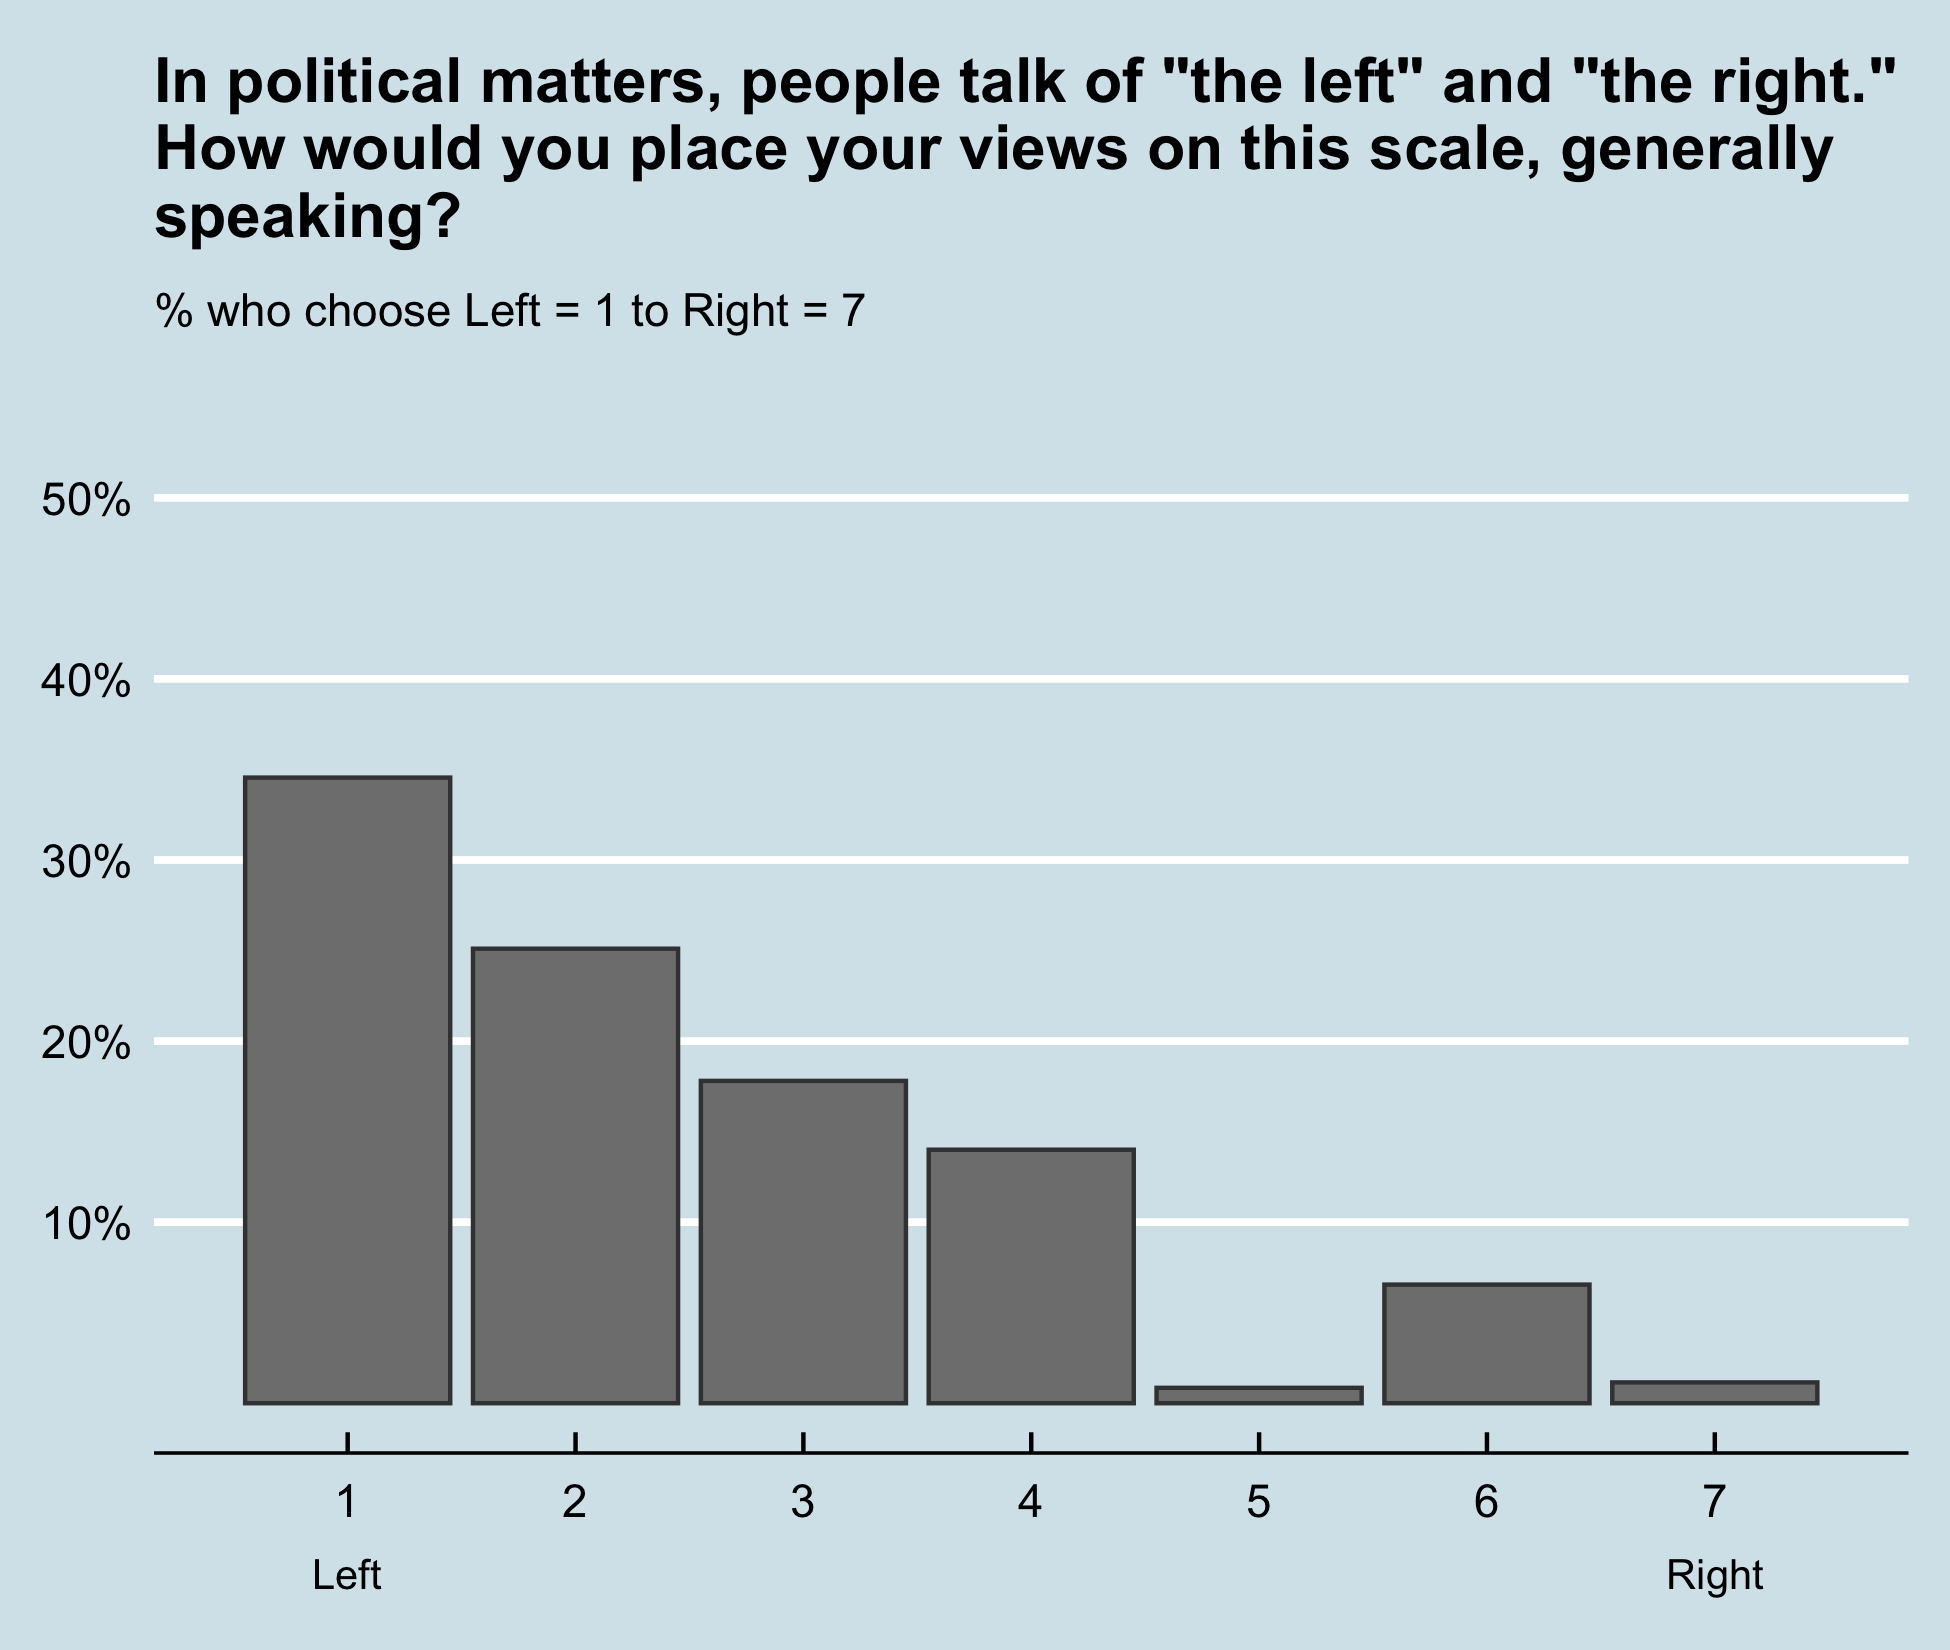 In political matters, people talk of "the left" and "the right."
How would you place your views on this scale, generally
speaking?
% who choose Left = 1 to Right = 7
50%
40%
30%
20%
10%
1 2 3 4 5 6 7
Left Right